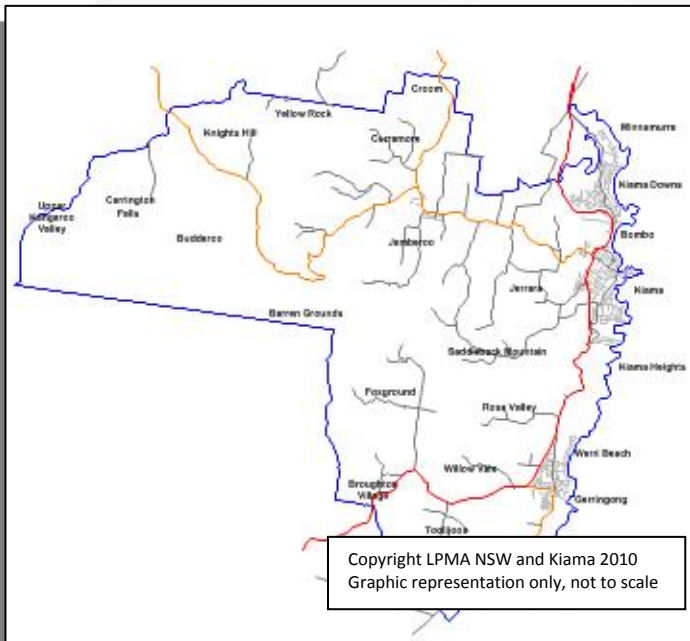 Croom
Yellow Rock
Minnamurra
Knights Hill
Curramore
Kiama Downs
Carrington
Falls
Upper
Kangaroo
Valley
Budderoo
Jamberoo
Bombo
Jerrara
Kiama
Barren Grounds
Saddleback Mountain
Kiama Heights
Foxground
Rose Valley
Werri Beach
Willow Vale
Broughton
Village
Gerringong
Toolijooa
Copyright LPMA NSW and Kiama 2010
Graphic representation only, not to scale